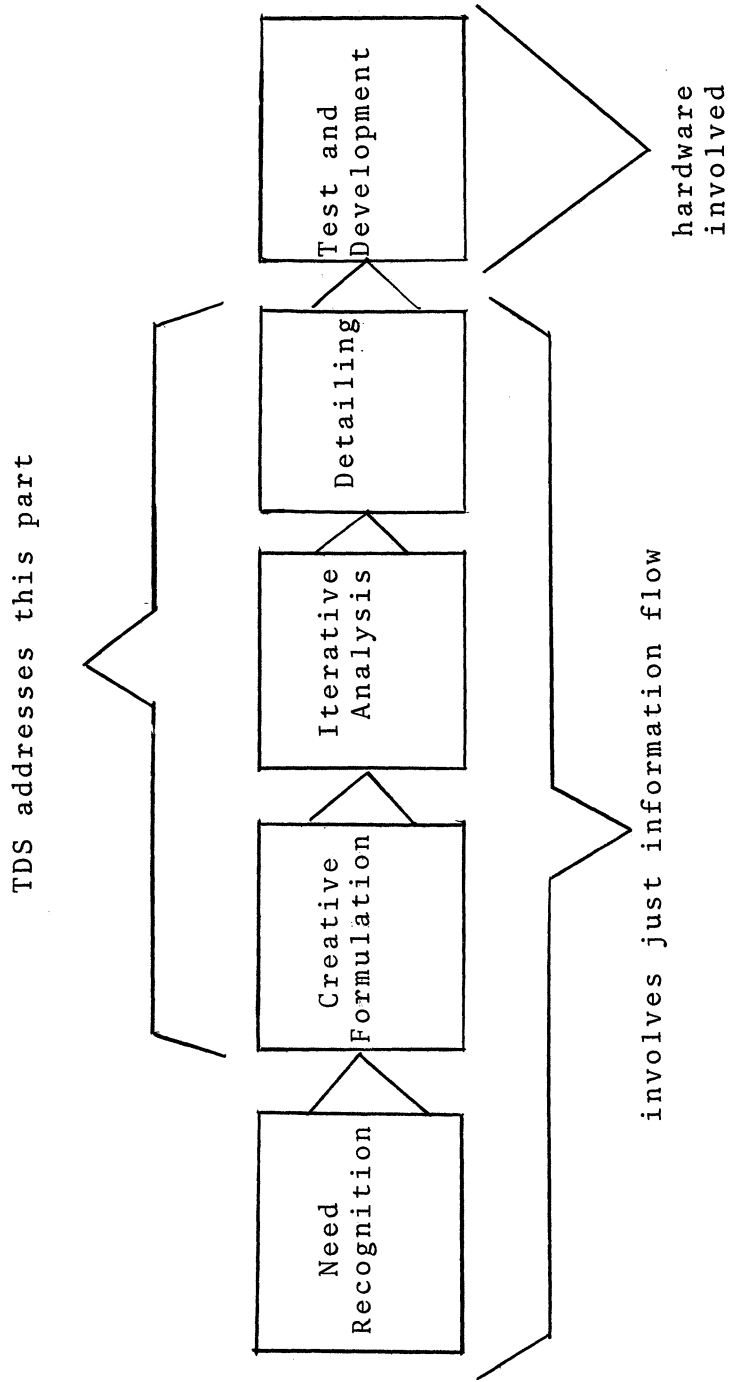 TDS addresses this part
Need
Recognition
Creative
Formulation
Iterative
Analysis
Detailing
Test and
Development
involves just information flow
hardware
involved